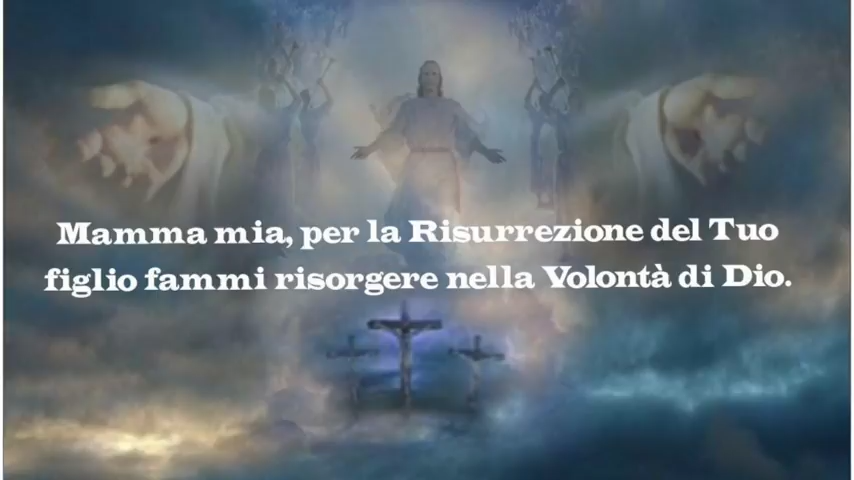 Mamma mia, per la Risurrezione del Tuo
figlio fammi risorgere nella Volontà di Dio.